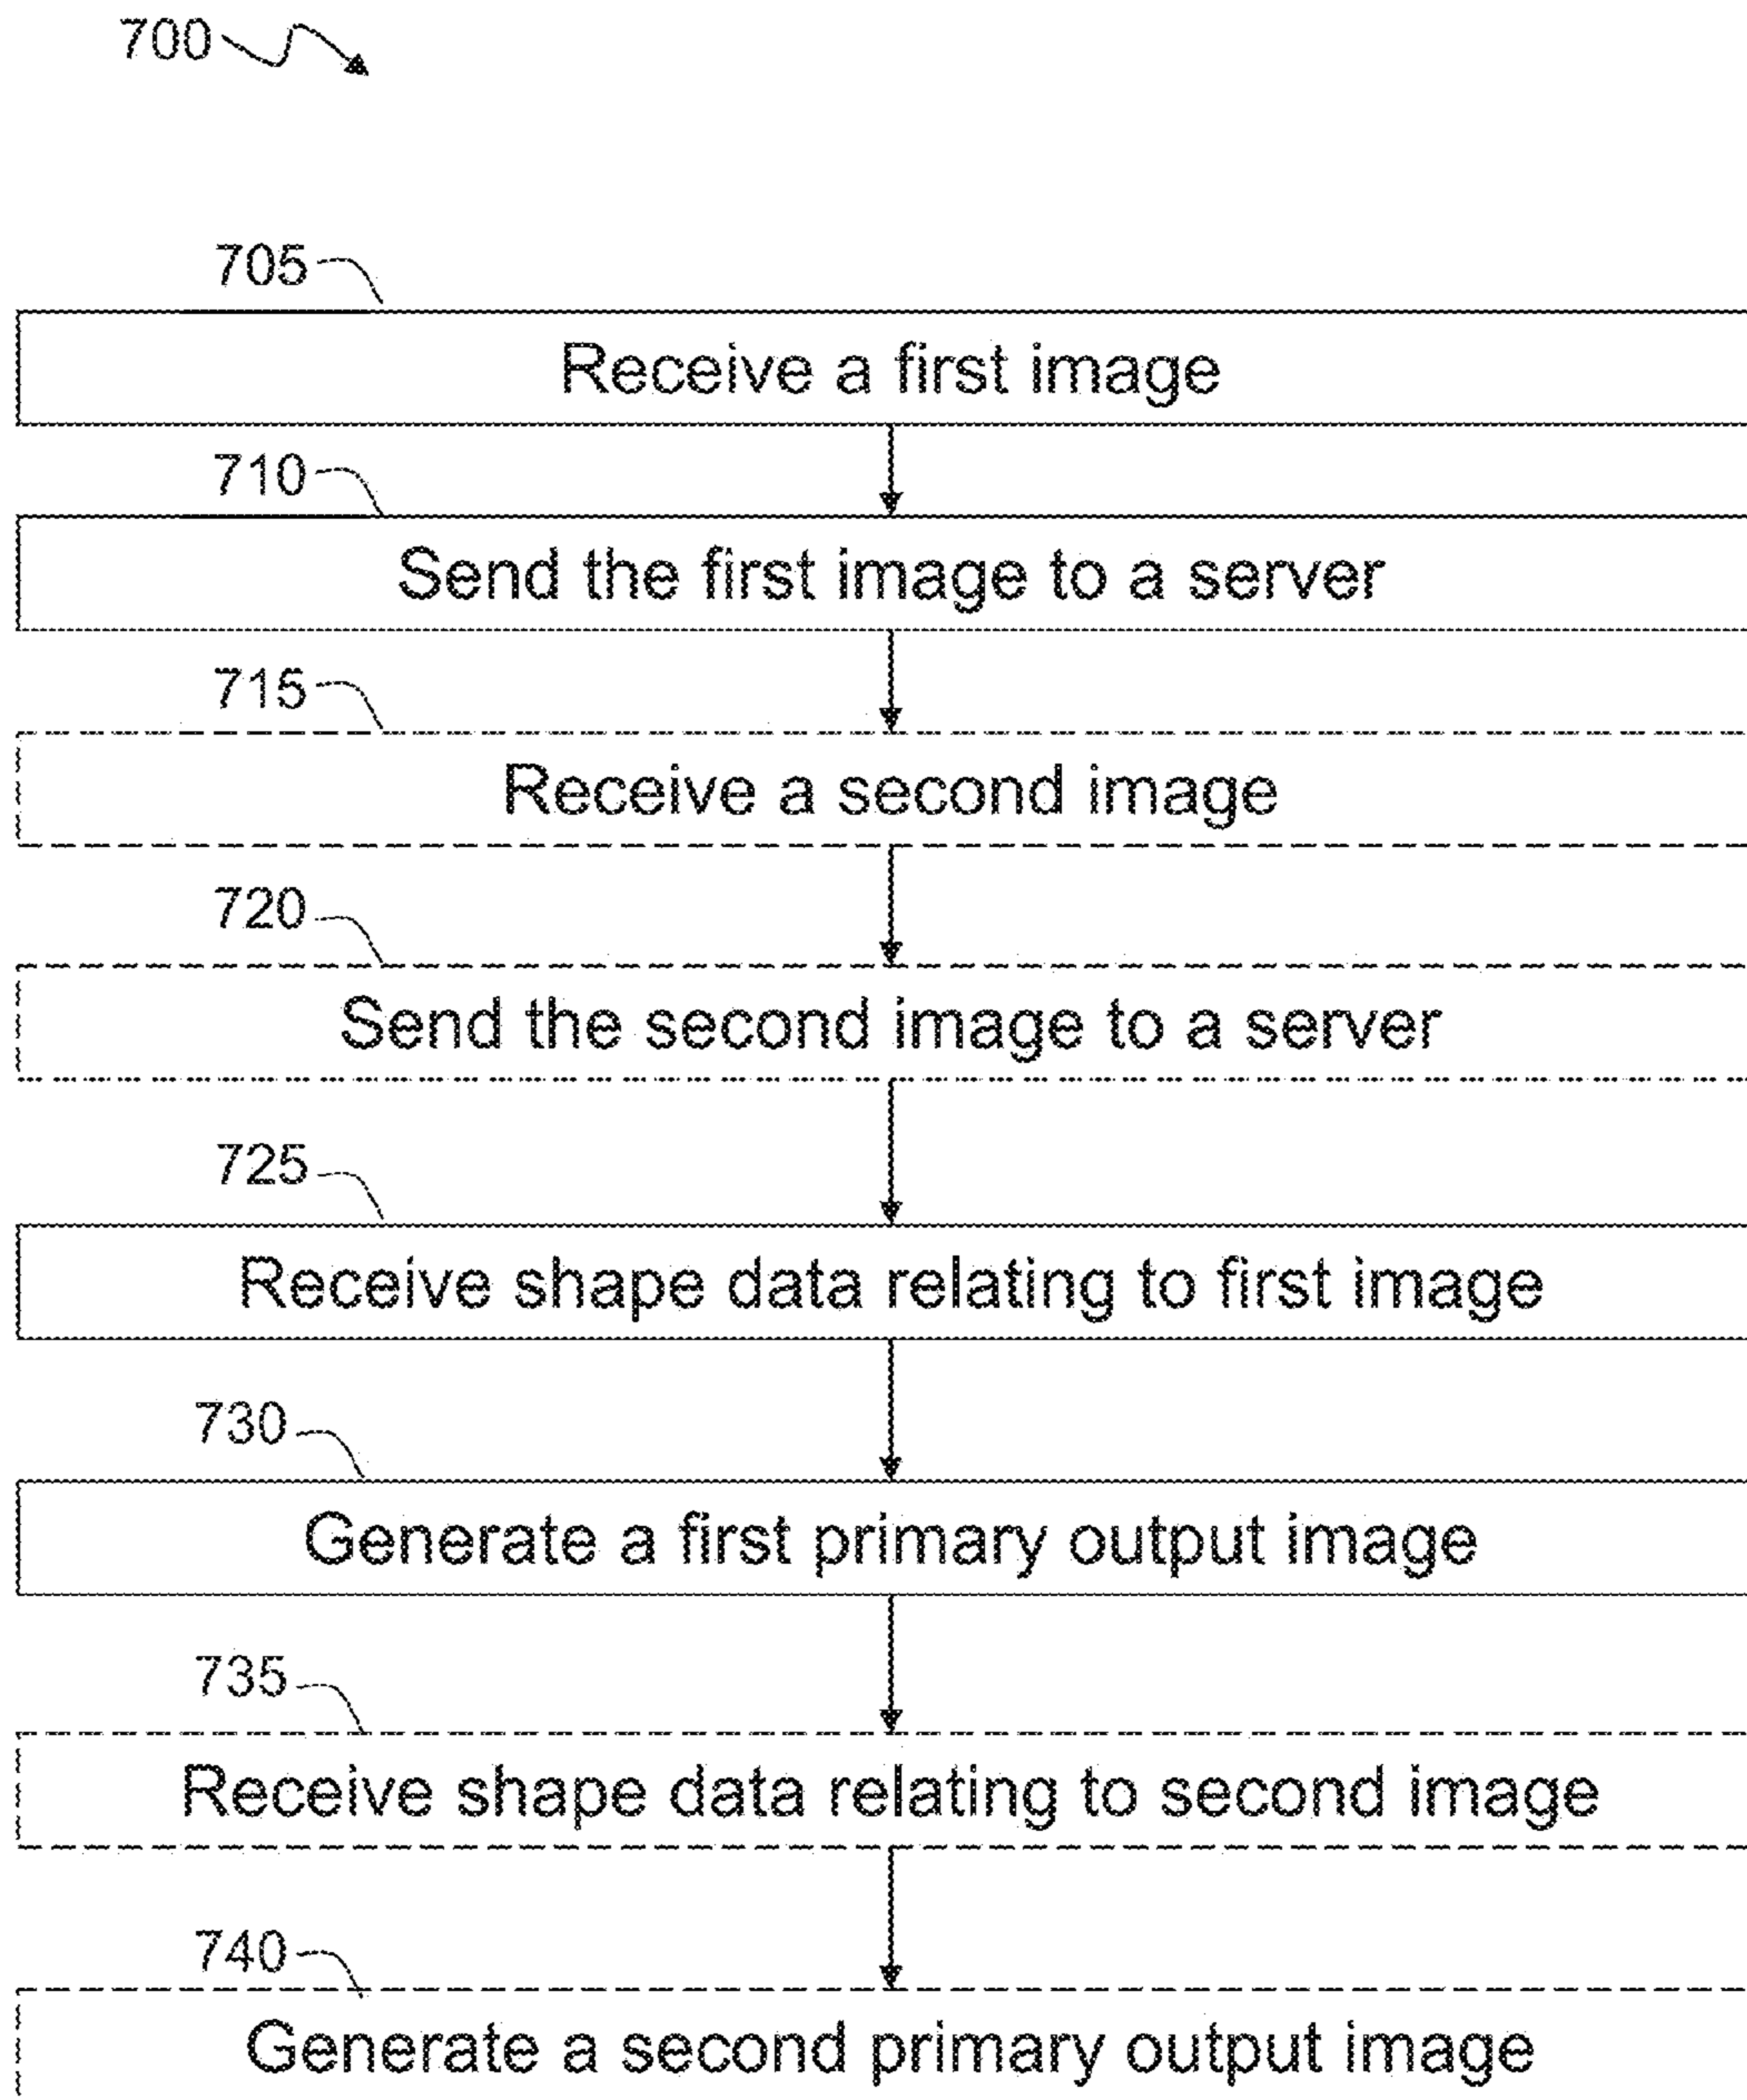 700
705
Receive a first image
710
Send the first image to a server
715
Receive a second image
720
Send the second image to a server
725
Receive shape data relating to first image
730
Generate a first primary output image
735
Receive shape data relating to second image
740
Generate a second primary output image